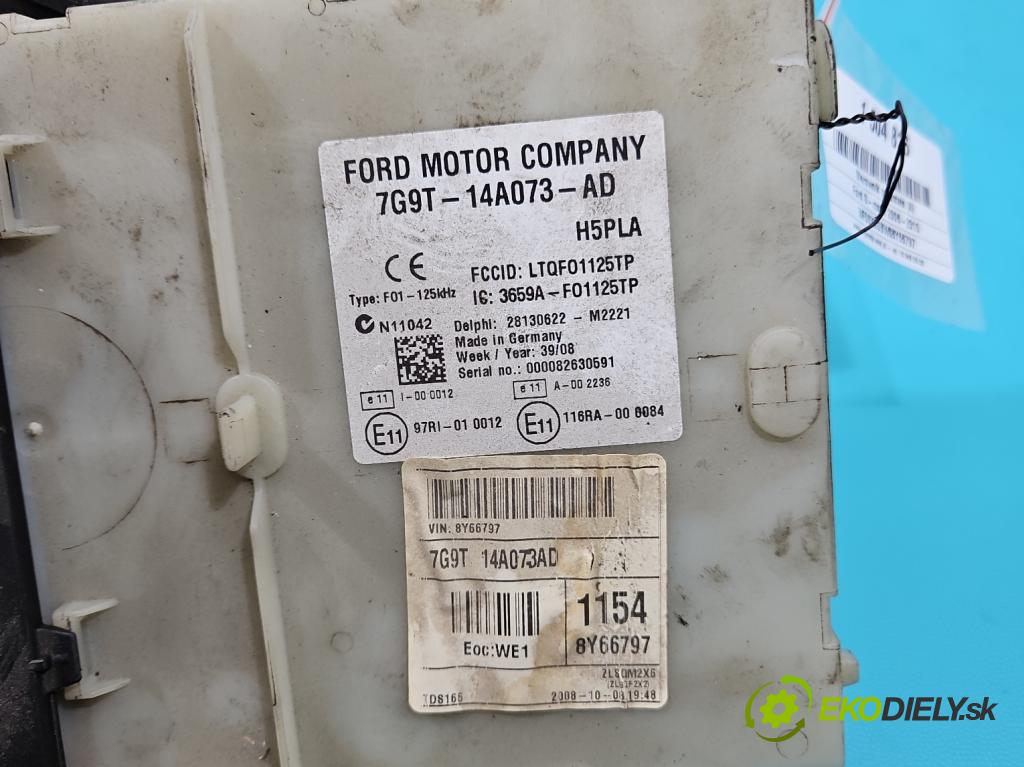 FORD MOTOR COMPANY
7G9T-14A073-AD
H5PLA
CE FCCID: LTQFO1125TP
Type: F01-125kHz IC: 3659A-FO1125TP
N11042 Delphi: 28130622-M2221
Made in Germany
Week / Year: 39/08
Serial no.: 000082630591
e 11 I-00 0012 e 11 A-00 2236
E11 97RI-01 0012 E11 116RA-00 0084
VIN: 8Y66797
7G9T 14A073AD
1154
Eoc:WE1 8Y66797
DS165 2008-10-08 19:48
EKODIELY.sk